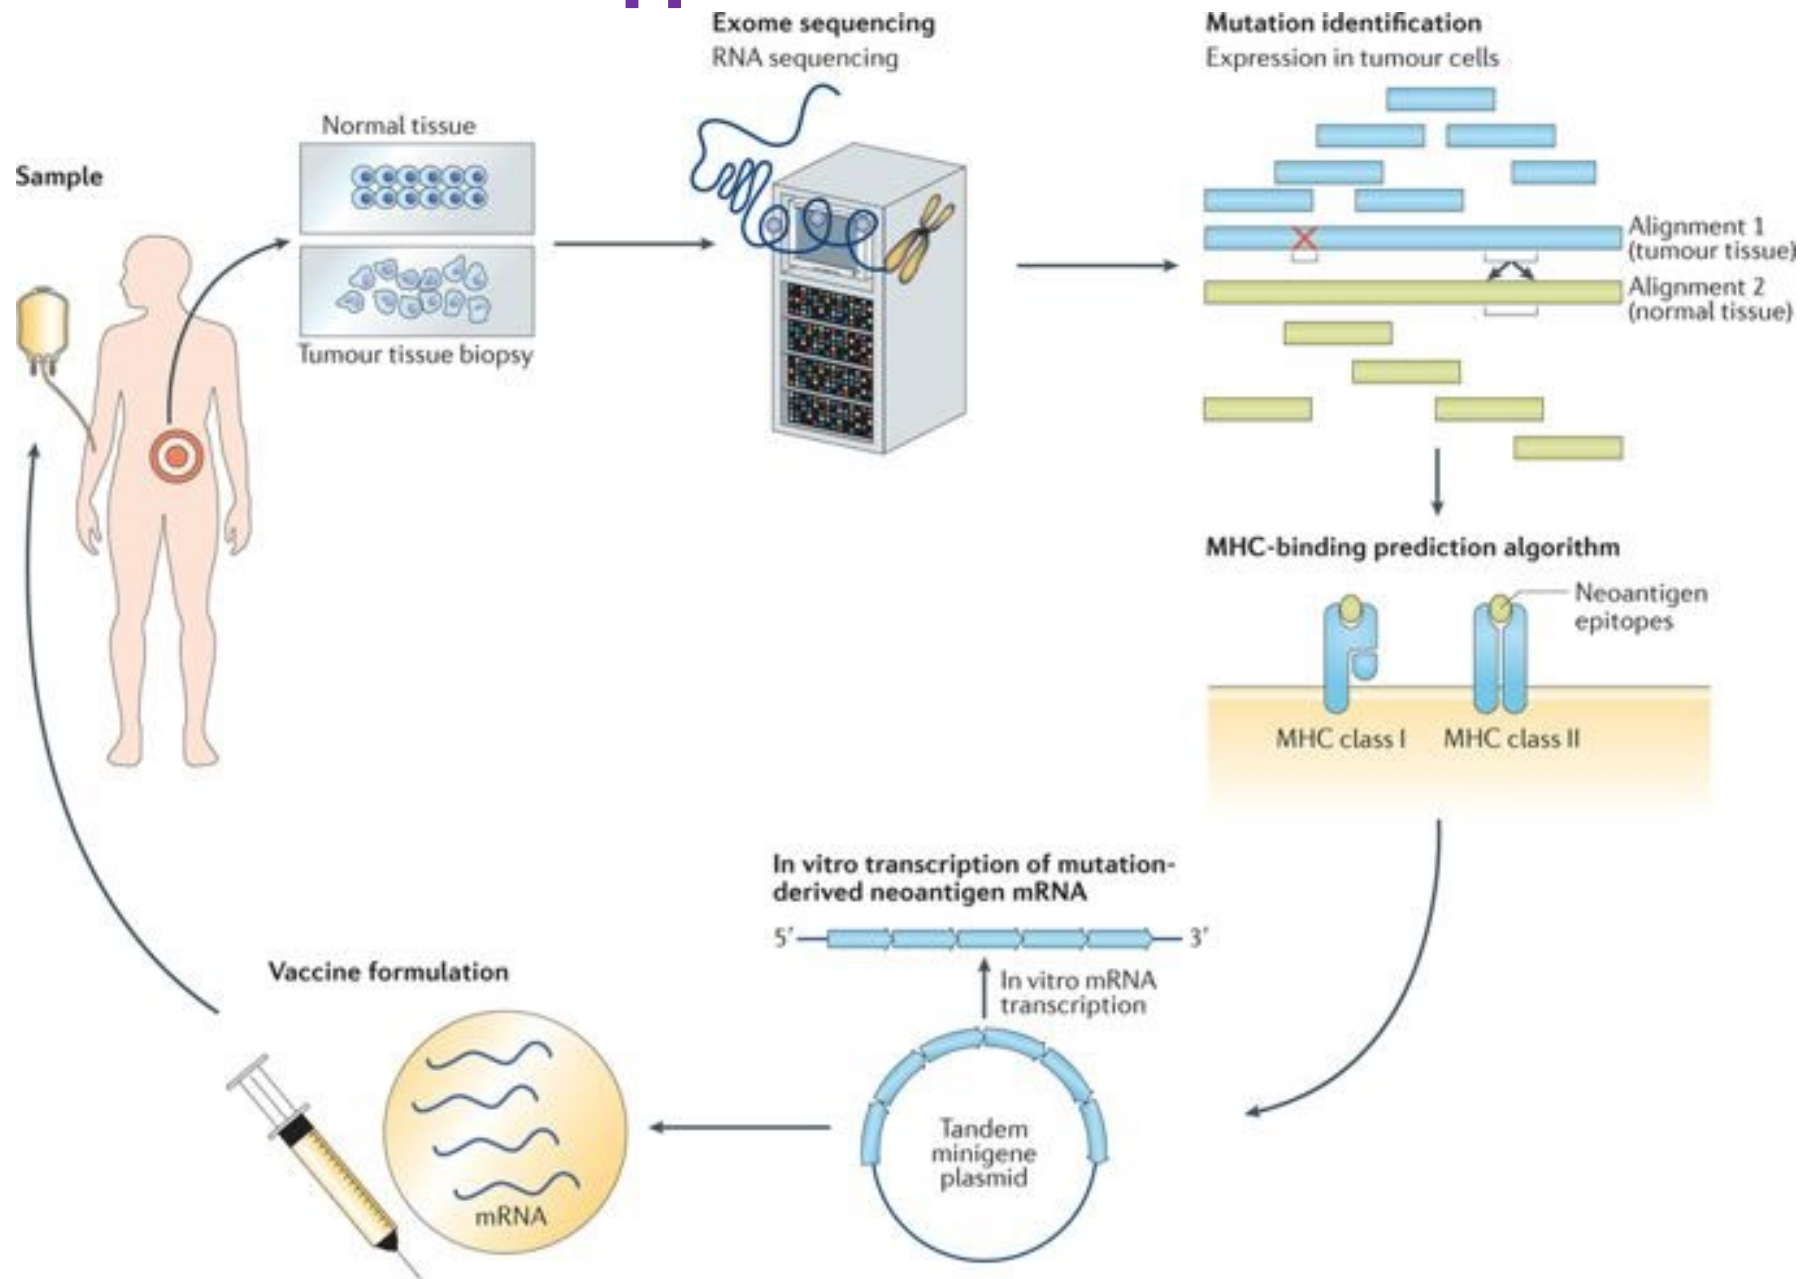 Exome sequencing
RNA sequencing
Mutation identification
Expression in tumour cells
Sample
Normal tissue
Tumour tissue biopsy
Alignment 1
(tumour tissue)
Alignment 2
(normal tissue)
MHC-binding prediction algorithm
Neoantigen
epitopes
MHC class I
MHC class II
In vitro transcription of mutation-
derived neoantigen mRNA
5′
3′
In vitro mRNA
transcription
Tandem
minigene
plasmid
Vaccine formulation
mRNA